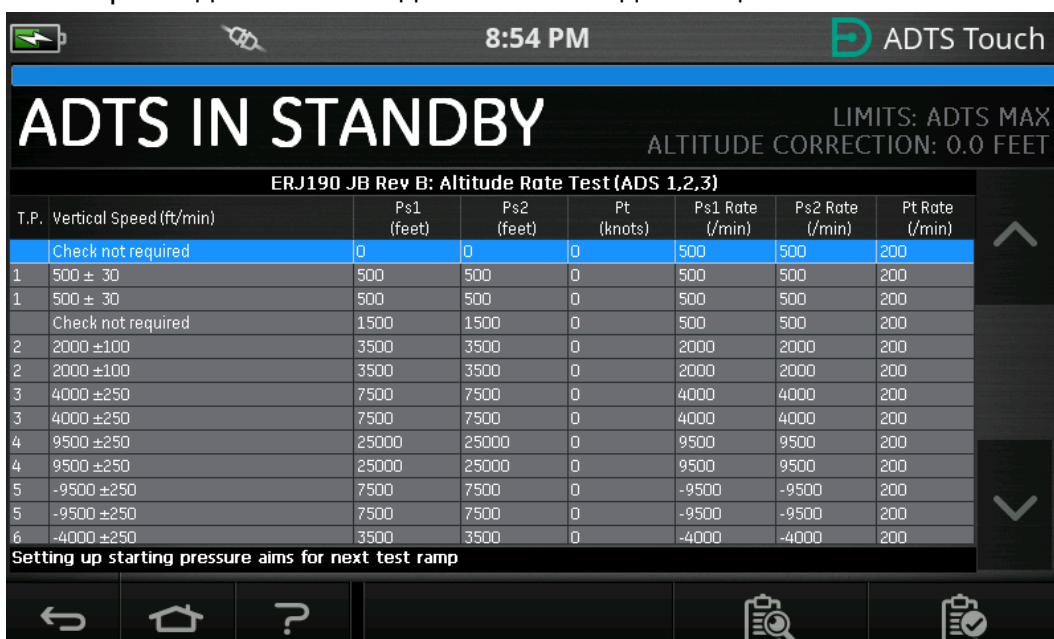 8:54 PM
ADTS Touch
ADTS IN STANDBY
LIMITS: ADTS MAX
ALTITUDE CORRECTION: 0.0 FEET
ERJ190 JB Rev B: Altitude Rate Test (ADS 1,2,3)
T.P. Vertical Speed (ft/min) Ps1 (feet) Ps2 (feet) Pt (knots) Ps1 Rate (/min) Ps2 Rate (/min) Pt Rate (/min)
Check not required 0 0 0 500 500 200
1 500 ± 30 500 500 0 500 500 200
1 500 ± 30 500 500 0 500 500 200
Check not required 1500 1500 0 500 500 200
2 2000 ±100 3500 3500 0 2000 2000 200
2 2000 ±100 3500 3500 0 2000 2000 200
3 4000 ±250 7500 7500 0 4000 4000 200
3 4000 ±250 7500 7500 0 4000 4000 200
4 9500 ±250 25000 25000 0 9500 9500 200
4 9500 ±250 25000 25000 0 9500 9500 200
5 -9500 ±250 7500 7500 0 -9500 -9500 200
5 -9500 ±250 7500 7500 0 -9500 -9500 200
6 -4000 ±250 3500 3500 0 -4000 -4000 200
Setting up starting pressure aims for next test ramp
?